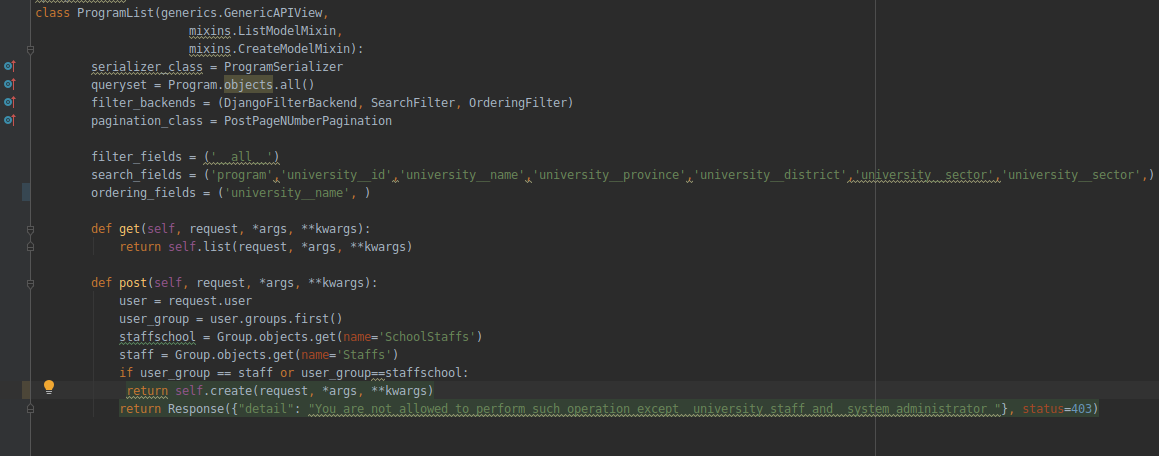 class ProgramList(generics.GenericAPIView,
                  mixins.ListModelMixin,
                  mixins.CreateModelMixin):
    serializer_class = ProgramSerializer
    queryset = Program.objects.all()
    filter_backends = (DjangoFilterBackend, SearchFilter, OrderingFilter)
    pagination_class = PostPageNUmberPagination

    filter_fields = ('__all__')
    search_fields = ('program','university__id','university__name','university__province','university__district','university__sector','university__sector',)
    ordering_fields = ('university__name', )

    def get(self, request, *args, **kwargs):
        return self.list(request, *args, **kwargs)

    def post(self, request, *args, **kwargs):
        user = request.user
        user_group = user.groups.first()
        staffschool = Group.objects.get(name='SchoolStaffs')
        staff = Group.objects.get(name='Staffs')
        if user_group == staff or user_group==staffschool:
         return self.create(request, *args, **kwargs)
        return Response({"detail": "You are not allowed to perform such operation except  university staff and  system administrator "}, status=403)